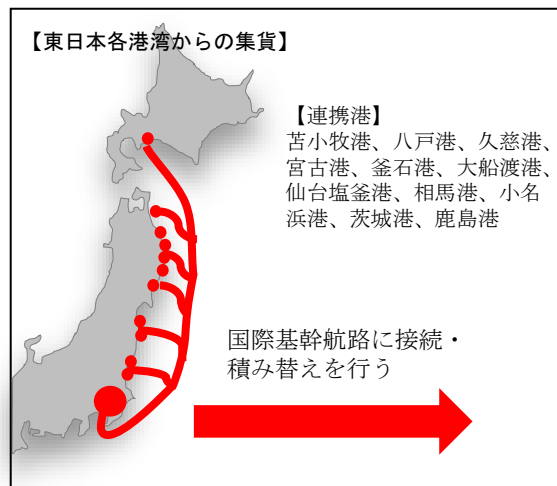 【東日本各港湾からの集貨】
【連携港】
苫小牧港、八戸港、久慈港、
宮古港、釜石港、大船渡港、
仙台塩釜港、相馬港、小名
浜港、茨城港、鹿島港
国際基幹航路に接続・
積み替えを行う